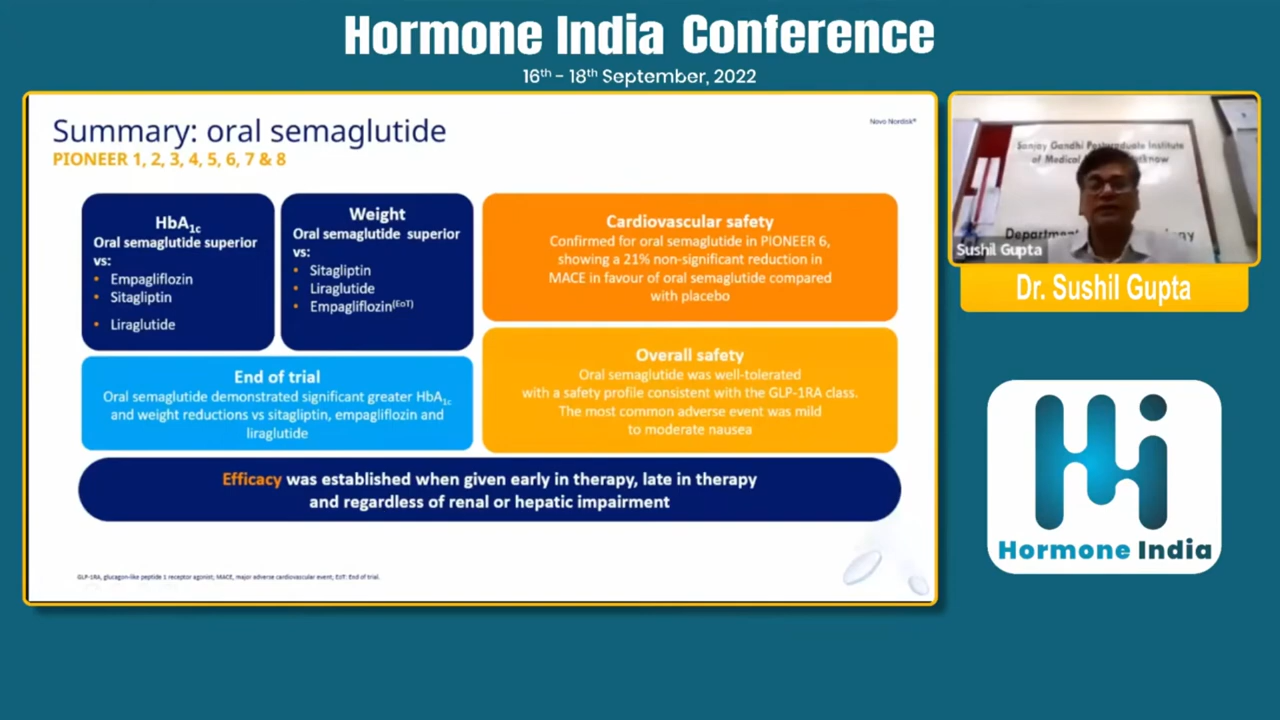 Hormone India Conference
16th - 18th September, 2022
Summary: oral semaglutide
PIONEER 1, 2, 3, 4, 5, 6, 7 & 8
Novo Nordisk®
HbA1c
Oral semaglutide superior
vs:
• Empagliflozin
• Sitagliptin
• Liraglutide
Weight
Oral semaglutide superior
vs:
• Sitagliptin
• Liraglutide
• Empagliflozin(EoT)
Cardiovascular safety
Confirmed for oral semaglutide in PIONEER 6,
showing a 21% non-significant reduction in
MACE in favour of oral semaglutide compared
with placebo
End of trial
Oral semaglutide demonstrated significant greater HbA1c
and weight reductions vs sitagliptin, empagliflozin and
liraglutide
Overall safety
Oral semaglutide was well-tolerated
with a safety profile consistent with the GLP-1RA class.
The most common adverse event was mild
to moderate nausea
Efficacy was established when given early in therapy, late in therapy
and regardless of renal or hepatic impairment
GLP-1RA, glucagon-like peptide 1 receptor agonist; MACE, major adverse cardiovascular event; EoT: End of trial.
Sanjay Gandhi Postgraduate Institute
of Medical
Sushil Gupta
Dr. Sushil Gupta
Hi
Hormone India